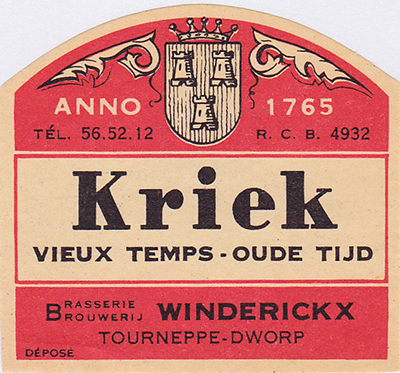 ANNO 1765
TÉL. 56.52.12 R. C. B. 4932
Kriek
VIEUX TEMPS - OUDE TIJD
BRASSERIE
BROUWERIJ WINDERICKX
TOURNEPPE-DWORP
DÉPOSÉ